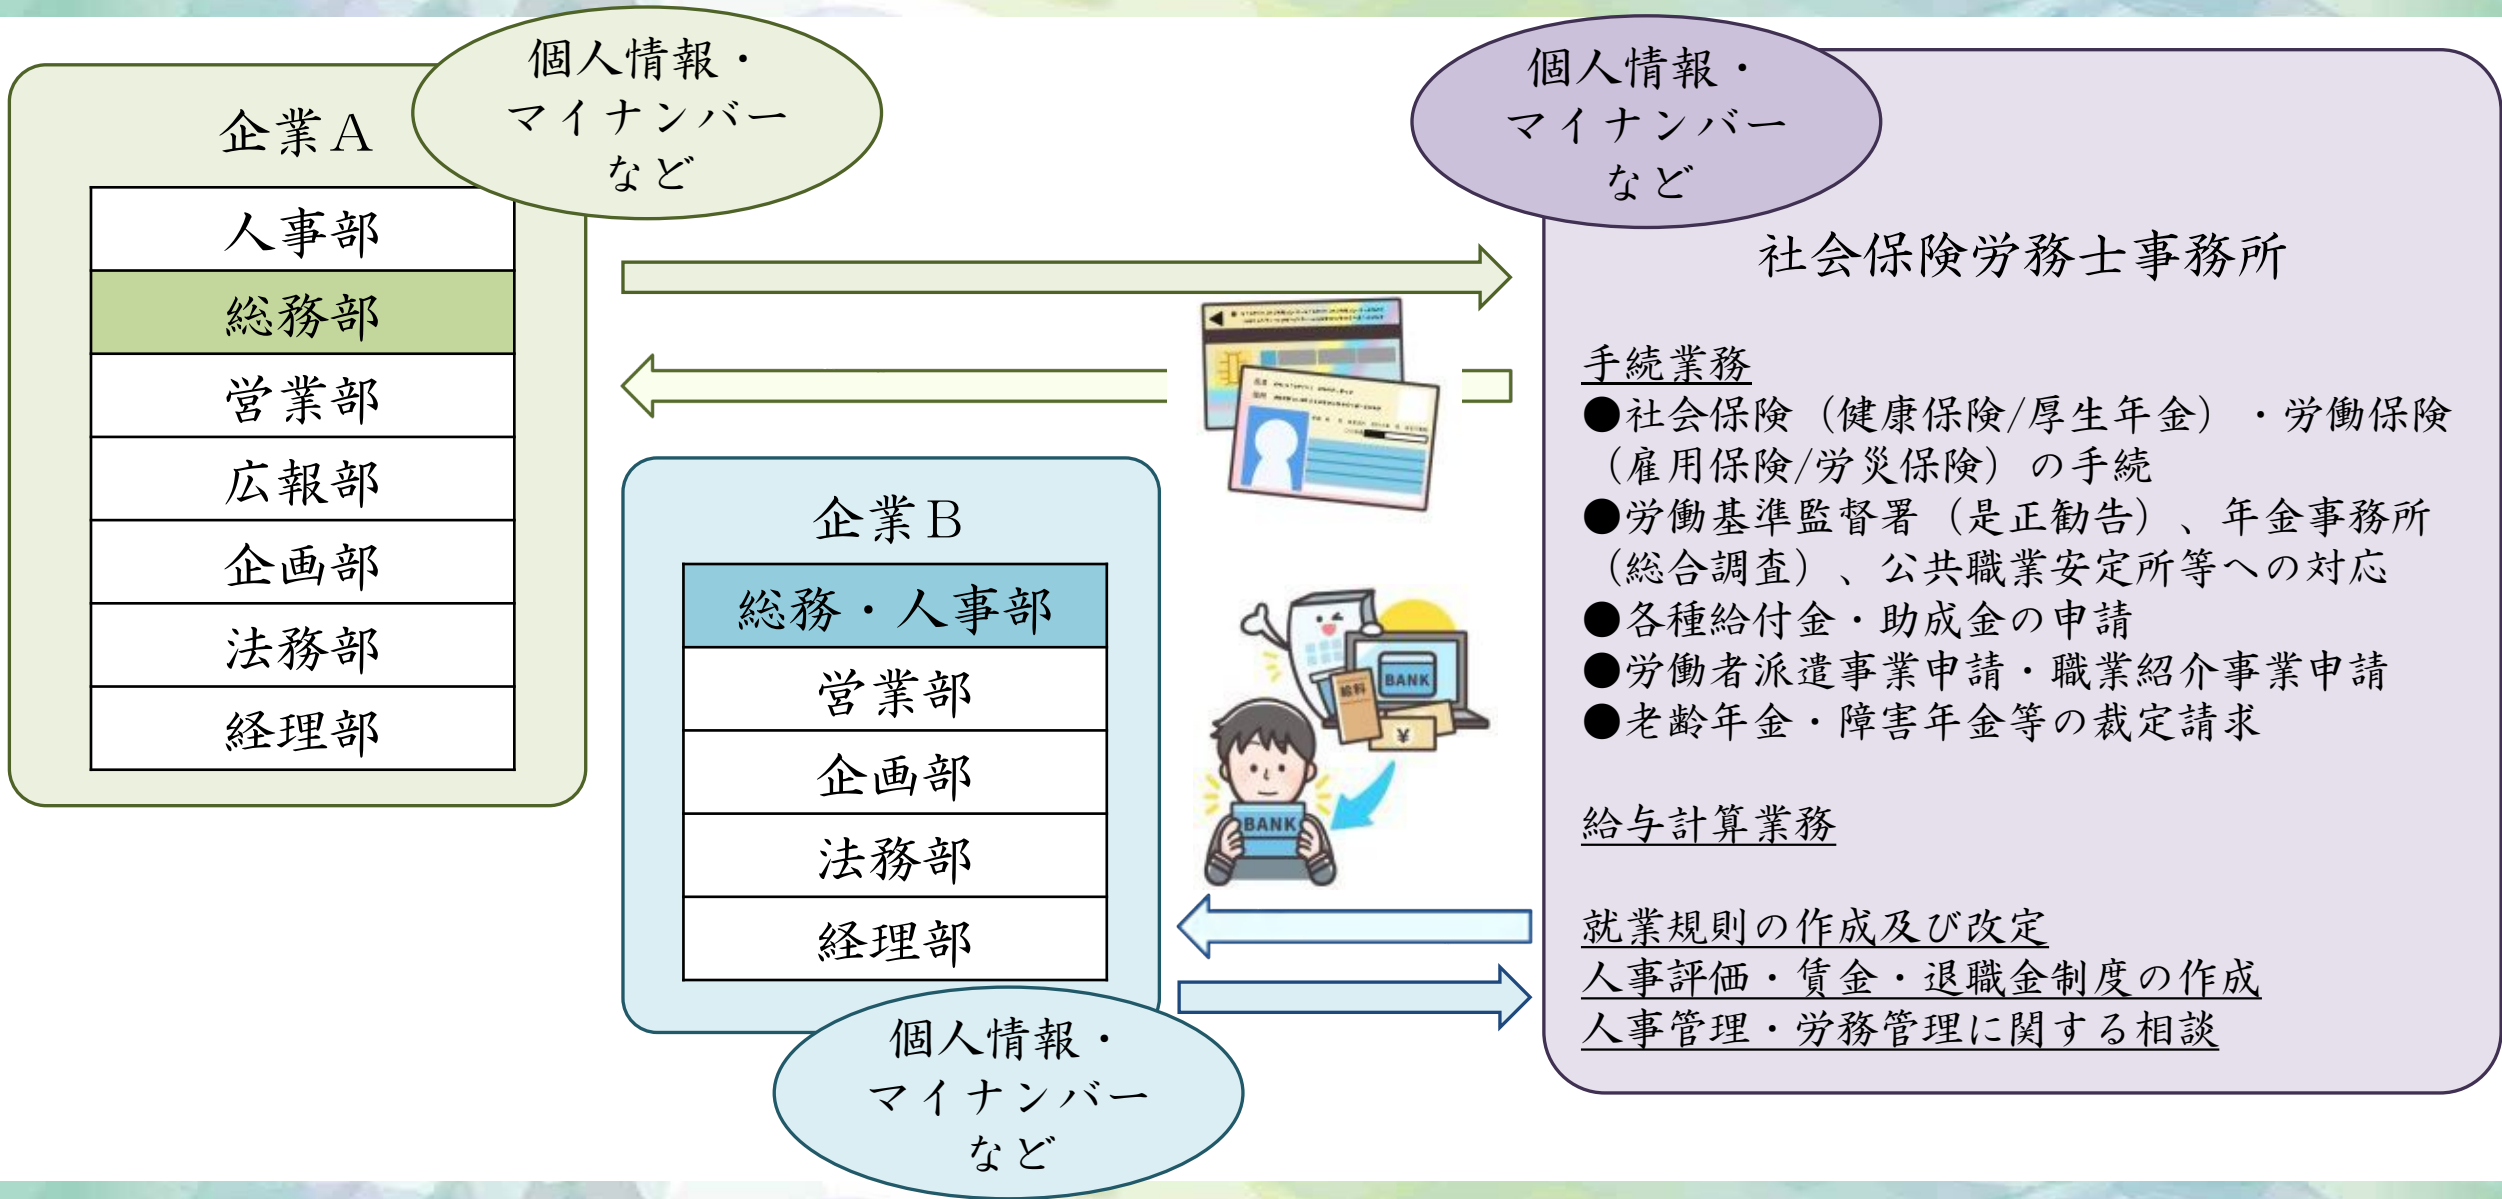 個人情報・
マイナンバー
など
企業A
人事部
総務部
営業部
広報部
企画部
法務部
経理部
企業B
総務・人事部
営業部
企画部
法務部
経理部
個人情報・
マイナンバー
など
給料
BANK
¥
BANK
個人情報・
マイナンバー
など
社会保険労務士事務所
手続業務
●社会保険（健康保険/厚生年金）・労働保険
（雇用保険/労災保険）の手続
●労働基準監督署（是正勧告）、年金事務所
（総合調査）、公共職業安定所等への対応
●各種給付金・助成金の申請
●労働者派遣事業申請・職業紹介事業申請
●老齢年金・障害年金等の裁定請求
給与計算業務
就業規則の作成及び改定
人事評価・賃金・退職金制度の作成
人事管理・労務管理に関する相談